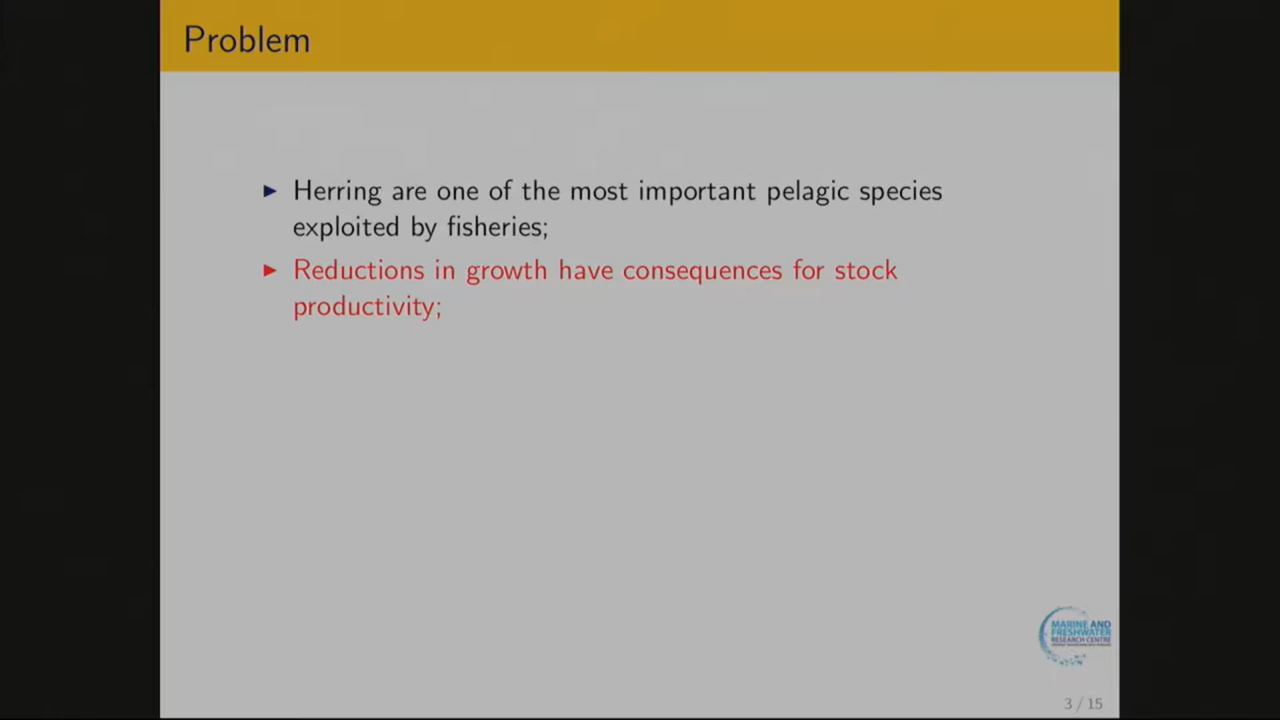 Problem
▶ Herring are one of the most important pelagic species
exploited by fisheries;
▶ Reductions in growth have consequences for stock
productivity;
MARINE AND
FRESHWATER
RESEARCH CENTRE
3 / 15